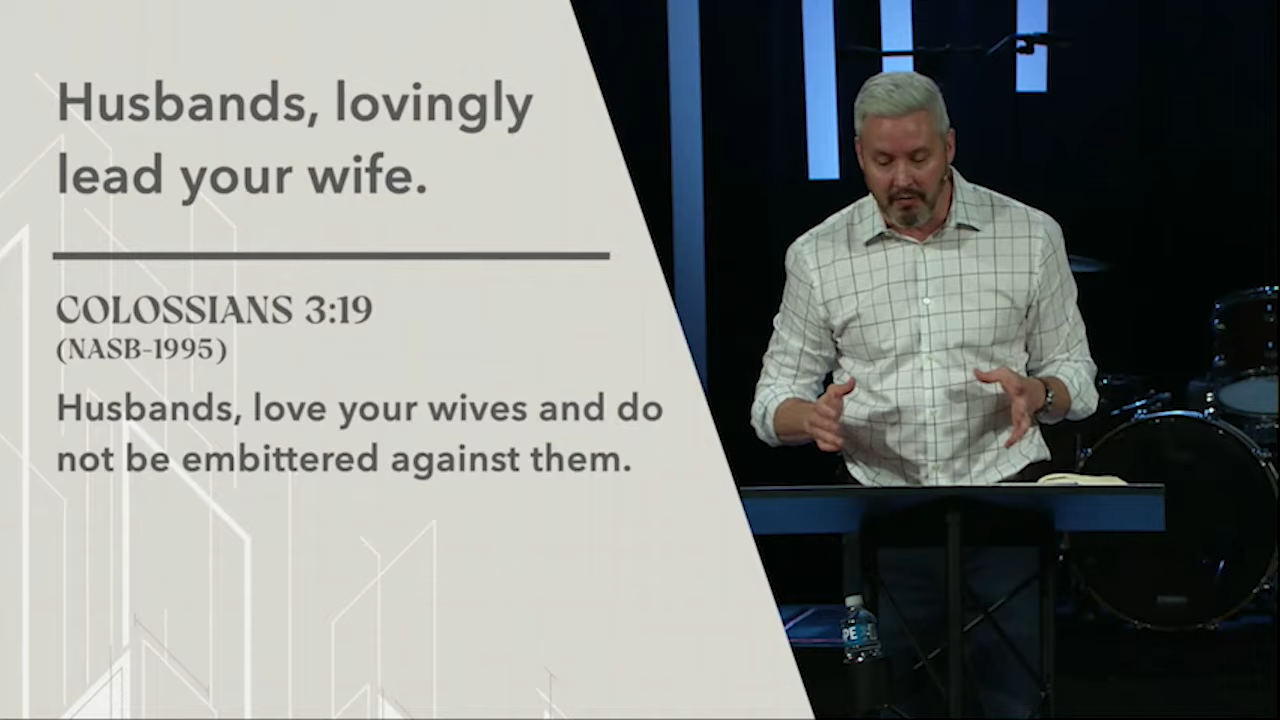 Husbands, lovingly
lead your wife.
COLOSSIANS 3:19
(NASB-1995)
Husbands, love your wives and do
not be embittered against them.